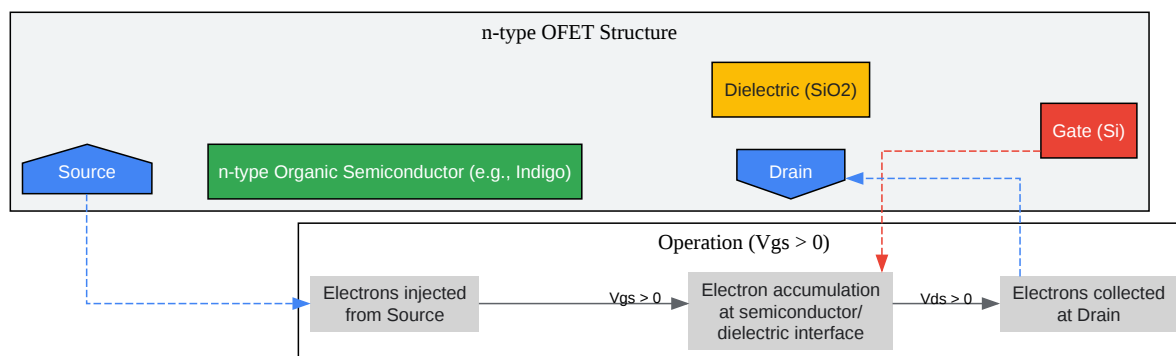 n-type OFET Structure
Dielectric (SiO2)
Gate (Si)
Source
n-type Organic Semiconductor (e.g., Indigo)
Drain
Operation (Vgs > 0)
Electrons injected
from Source
Vgs > 0
Electron accumulation
at semiconductor/
dielectric interface
Vds > 0
Electrons collected
at Drain